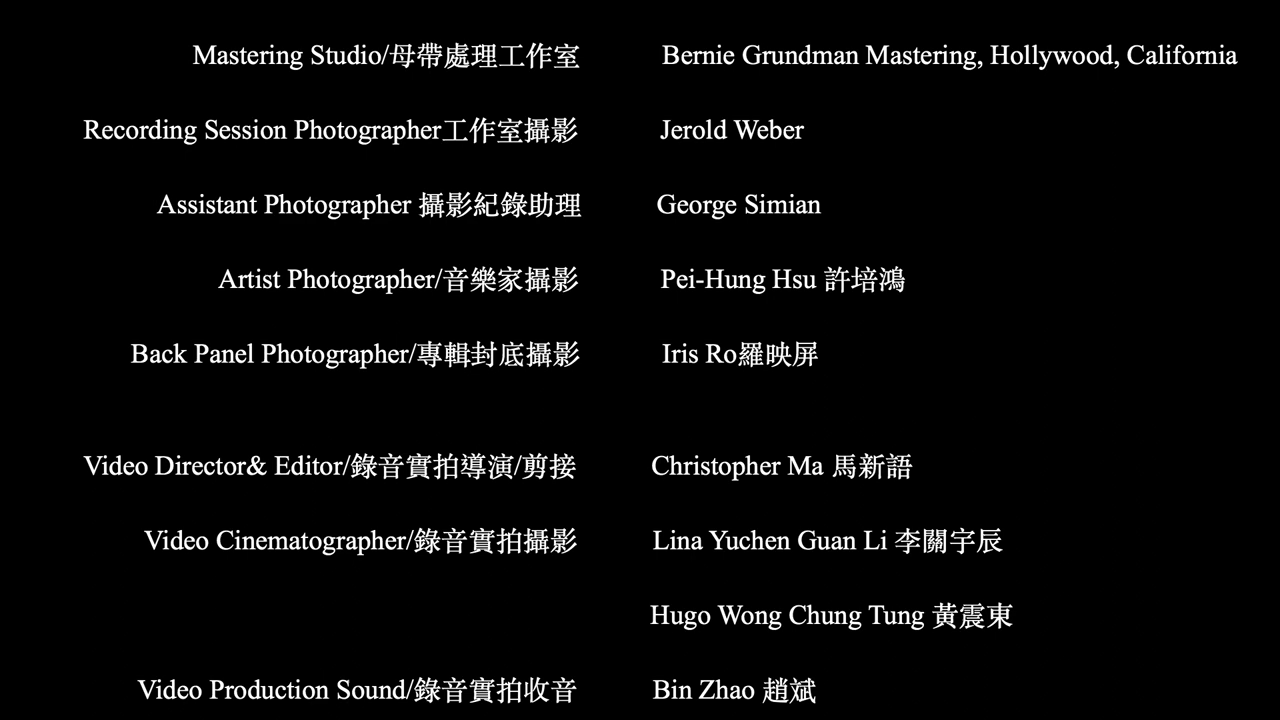 Mastering Studio/母帶處理工作室 Bernie Grundman Mastering, Hollywood, California
Recording Session Photographer工作室攝影 Jerold Weber
Assistant Photographer 攝影紀錄助理 George Simian
Artist Photographer/音樂家攝影 Pei-Hung Hsu 許培鴻
Back Panel Photographer/專輯封底攝影 Iris Ro羅映屏
Video Director& Editor/錄音實拍導演/剪接 Christopher Ma 馬新語
Video Cinematographer/錄音實拍攝影 Lina Yuchen Guan Li 李關宇辰
Hugo Wong Chung Tung 黃震東
Video Production Sound/錄音實拍收音 Bin Zhao 趙斌